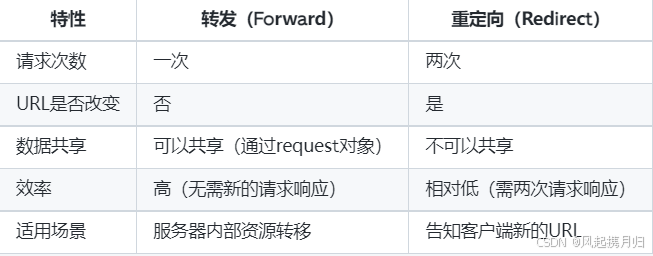 特性 转发（Forward） 重定向（Redirect）
请求次数 一次 两次
URL是否改变 否 是
数据共享 可以共享（通过request对象） 不可以共享
效率 高（无需新的请求响应） 相对低（需两次请求响应）
适用场景 服务器内部资源转移 告知客户端新的URL
CSDN @风起揽月归